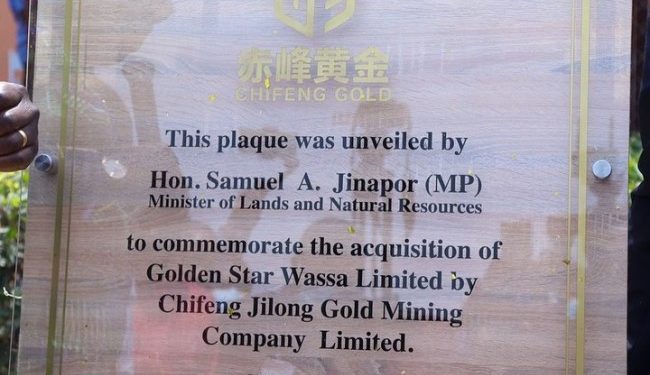 赤峰黄金
CHIFENG GOLD
This plaque was unveiled by
Hon. Samuel A. Jinapor (MP)
Minister of Lands and Natural Resources
to commemorate the acquisition of
Golden Star Wassa Limited by
Chifeng Jilong Gold Mining
Company Limited.